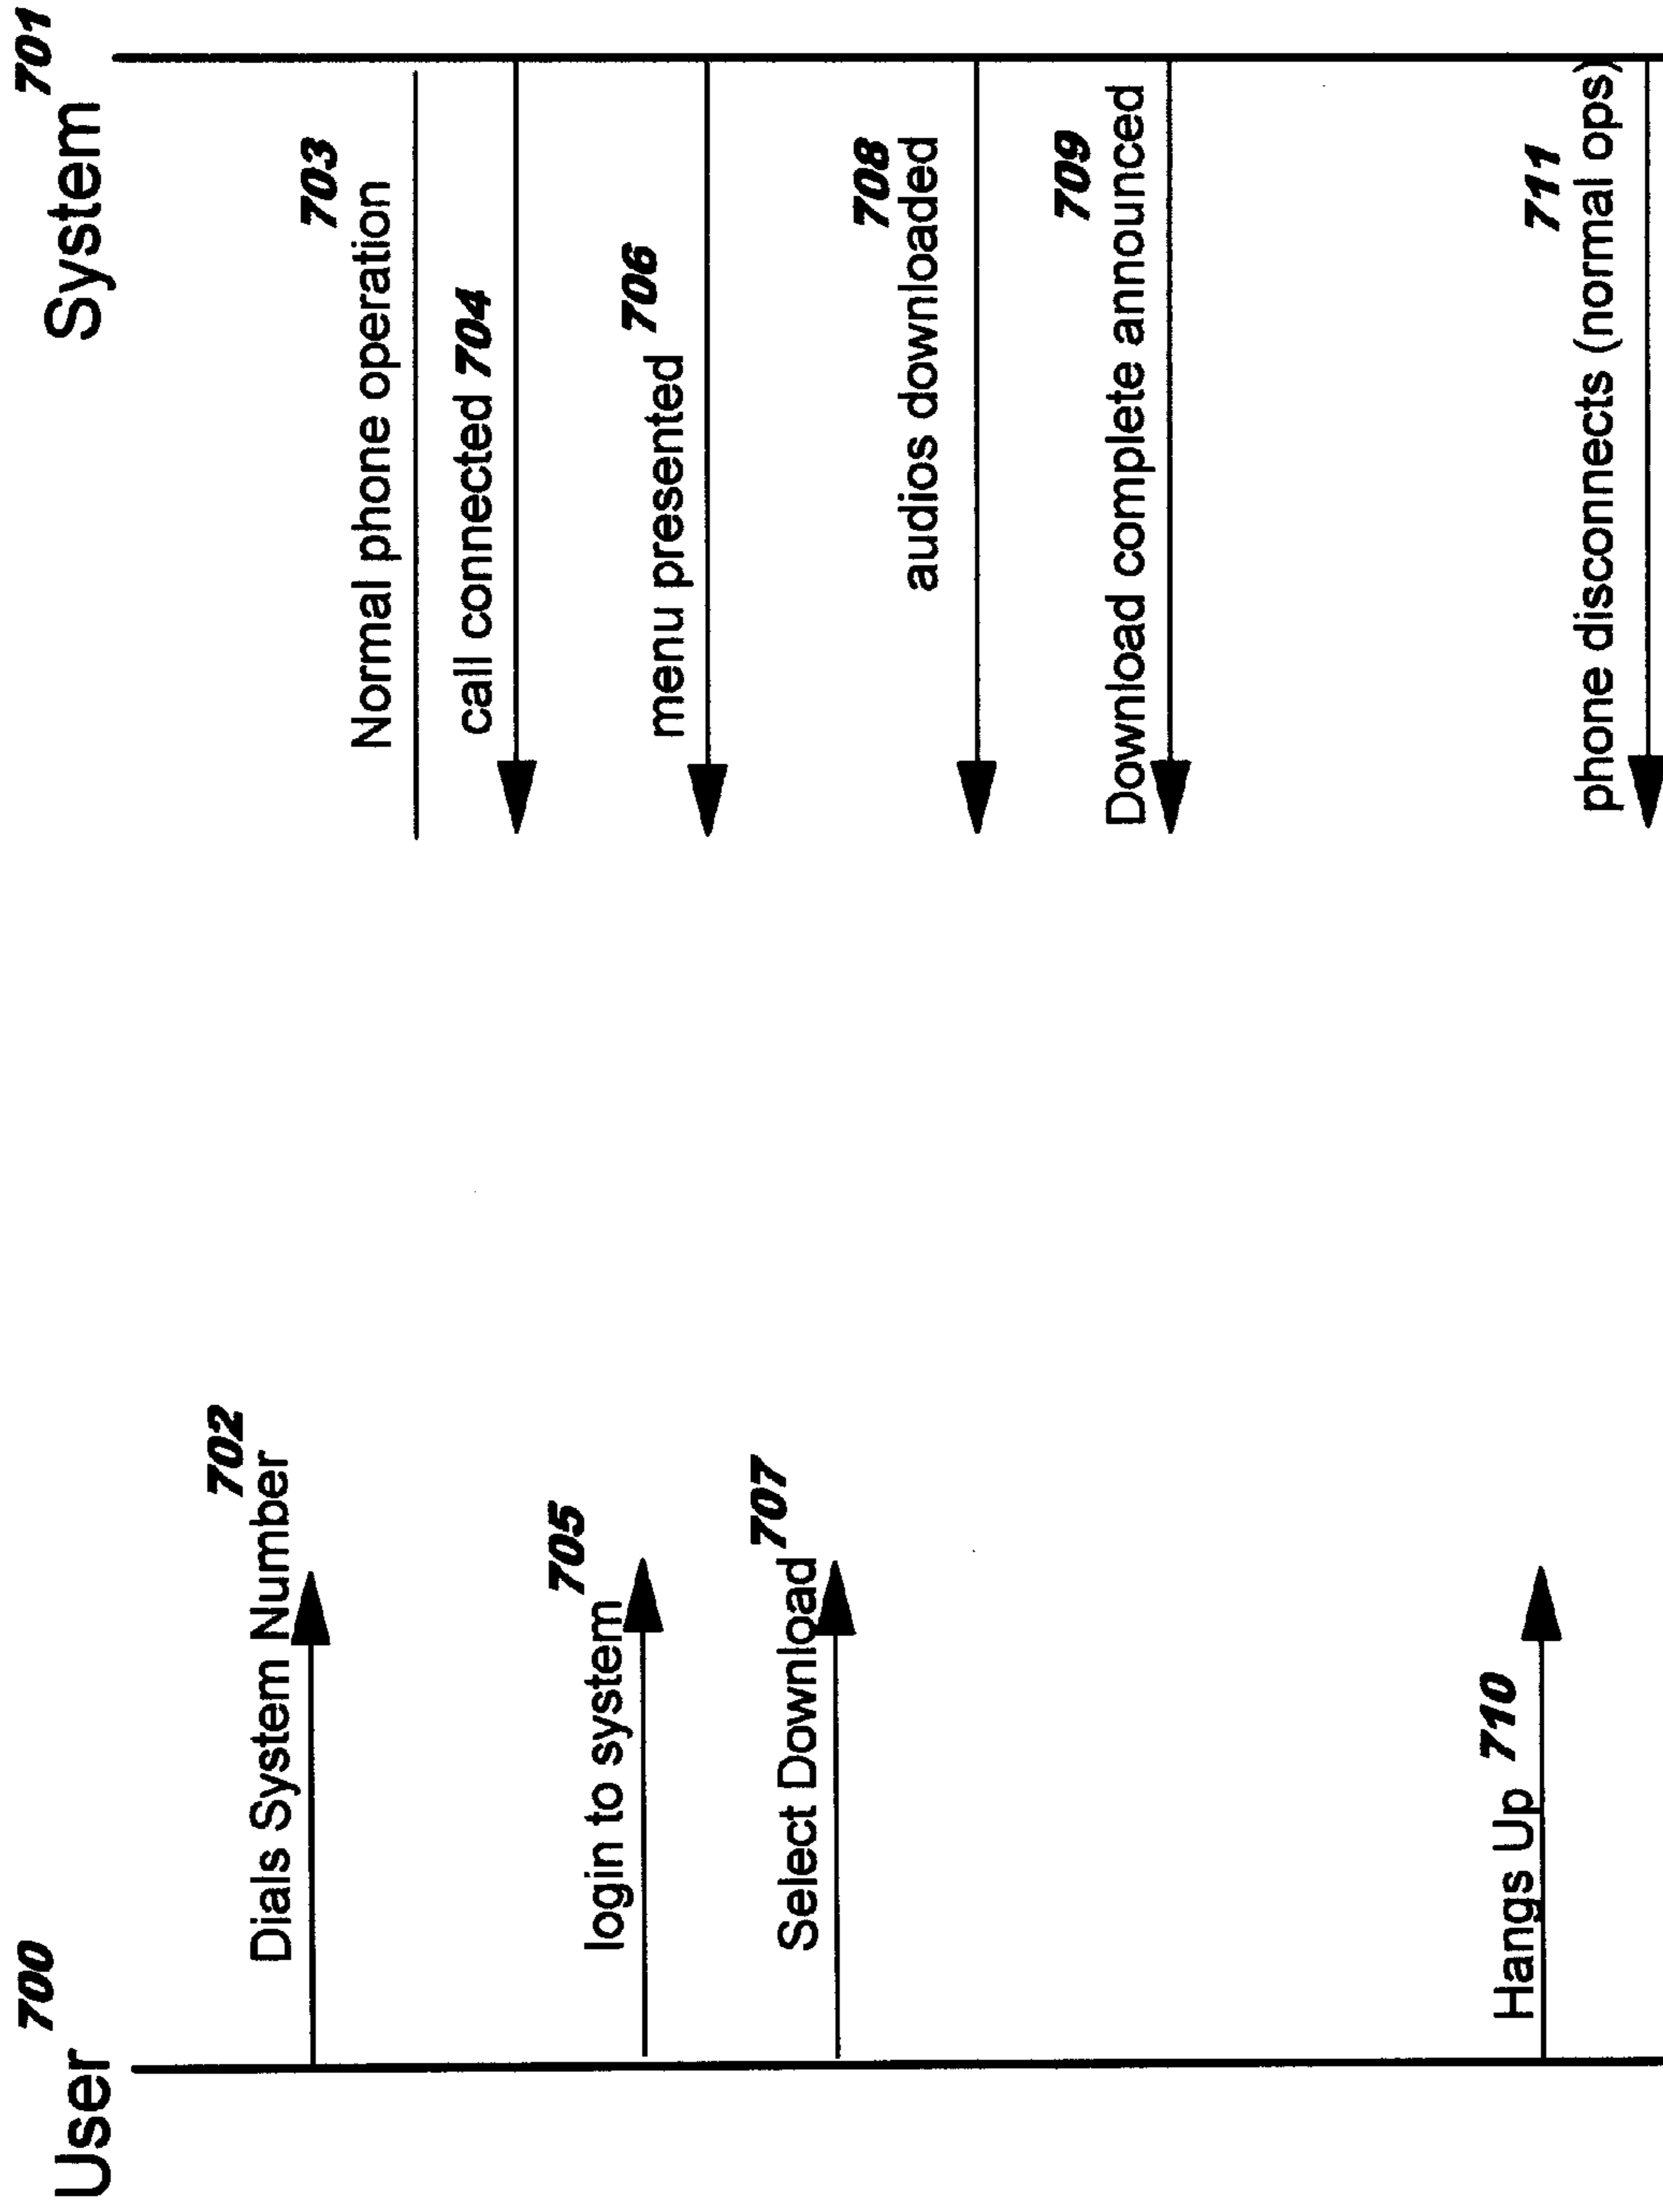 User 700
System 701
702
Dials System Number
703
Normal phone operation
call connected 704
705
login to system
menu presented 706
707
Select Download
708
audios downloaded
709
Download complete announced
Hangs Up 710
711
phone disconnects (normal ops)